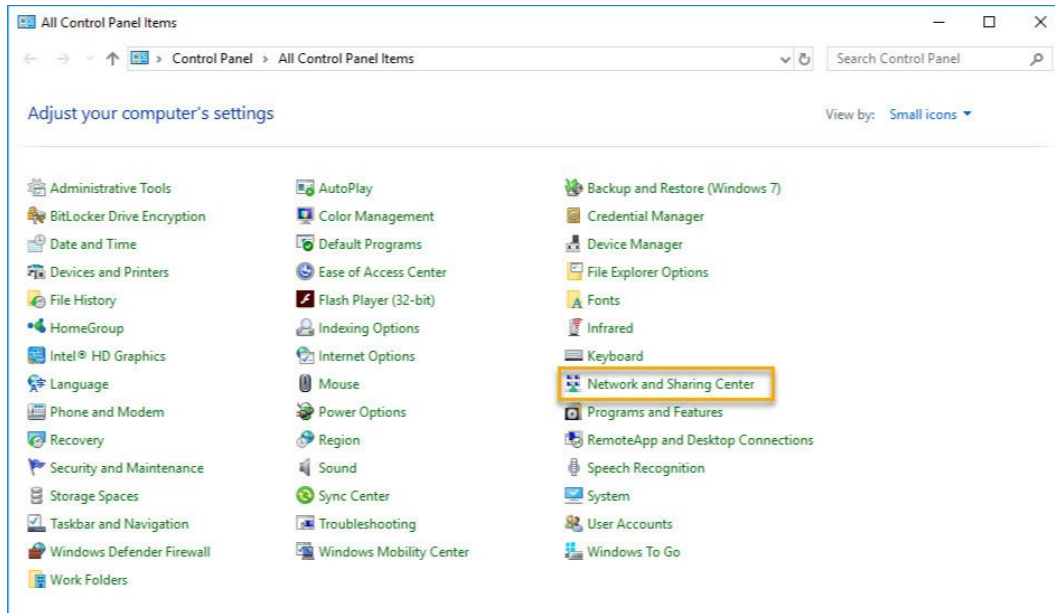 All Control Panel Items
Control Panel > All Control Panel Items
Search Control Panel
Adjust your computer's settings
View by: Small icons
Administrative Tools
AutoPlay
Backup and Restore (Windows 7)
BitLocker Drive Encryption
Color Management
Credential Manager
Date and Time
Default Programs
Device Manager
Devices and Printers
Ease of Access Center
File Explorer Options
File History
Flash Player (32-bit)
Fonts
HomeGroup
Indexing Options
Infrared
Intel® HD Graphics
Internet Options
Keyboard
Language
Mouse
Network and Sharing Center
Phone and Modem
Power Options
Programs and Features
Recovery
Region
RemoteApp and Desktop Connections
Security and Maintenance
Sound
Speech Recognition
Storage Spaces
Sync Center
System
Taskbar and Navigation
Troubleshooting
User Accounts
Windows Defender Firewall
Windows Mobility Center
Windows To Go
Work Folders